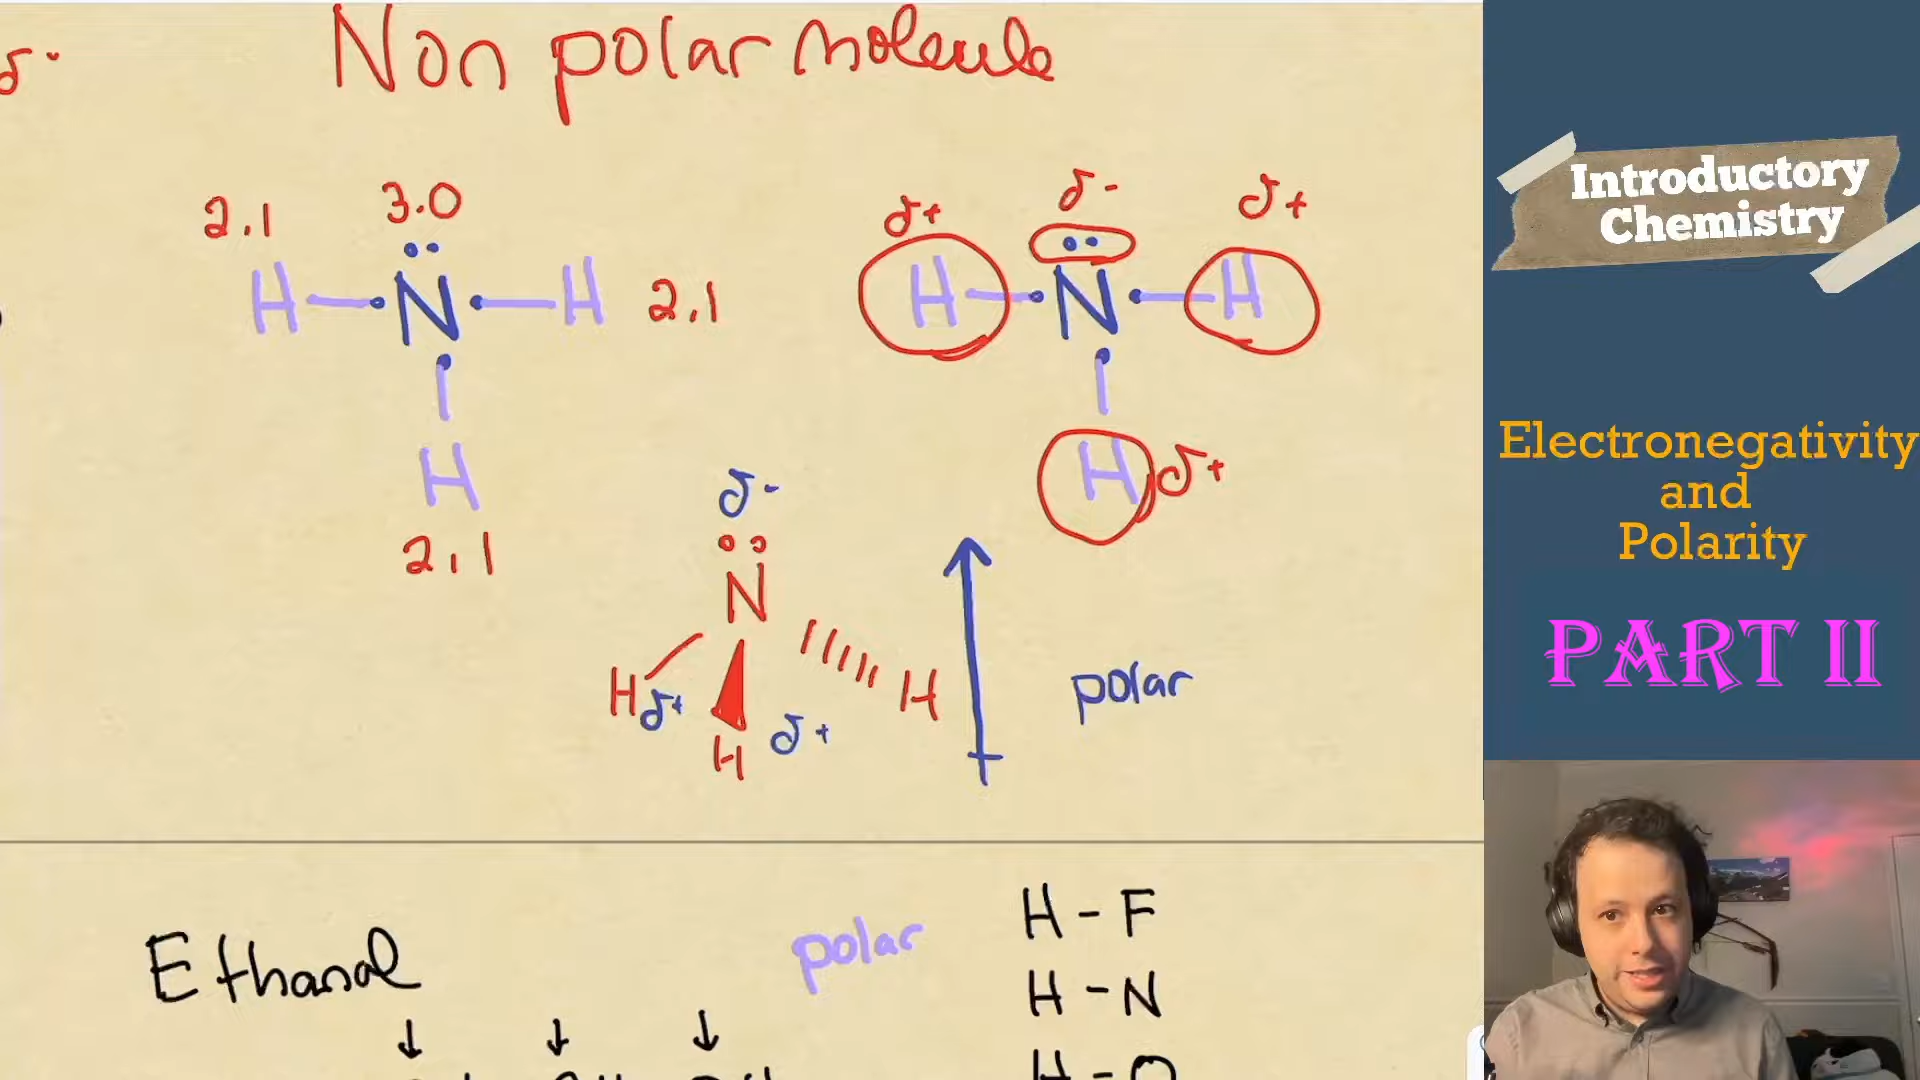 δ-
Non polar molecule
2.1
3.0
H
N
H
2.1
H
2.1
δ+
δ-
δ+
H
N
H
H
δ+
δ-
N
H
δ+
H
δ+
H
polar
Ethanol
polar
H-F
H-N
H-O
Introductory
Chemistry
Electronegativity
and
Polarity
PART II